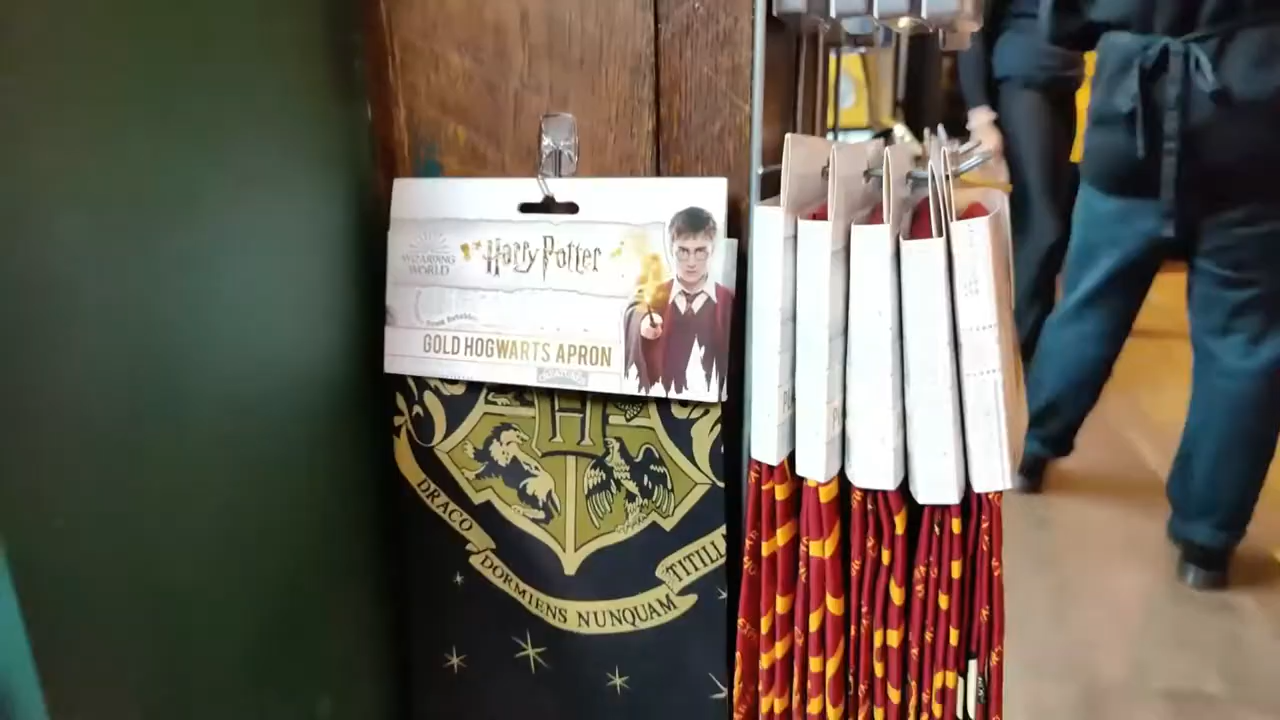 WIZARDING
WORLD
Harry Potter
GOLD HOGWARTS APRON
H
DRACO
DORMIENS NUNQUAM
TITILL